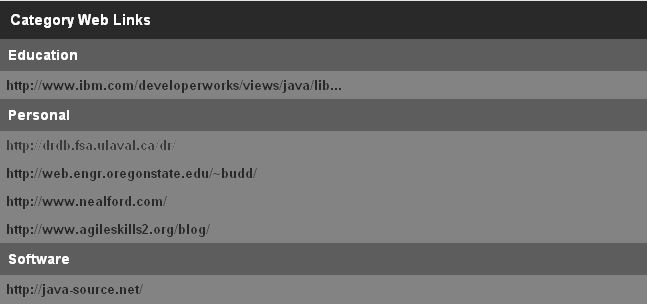 Category Web Links
Education
http://www.ibm.com/developerworks/views/java/lib...
Personal
http://drdb.fsa.ulaval.ca/dr/
http://web.engr.oregonstate.edu/~budd/
http://www.nealford.com/
http://www.agileskills2.org/blog/
Software
http://java-source.net/